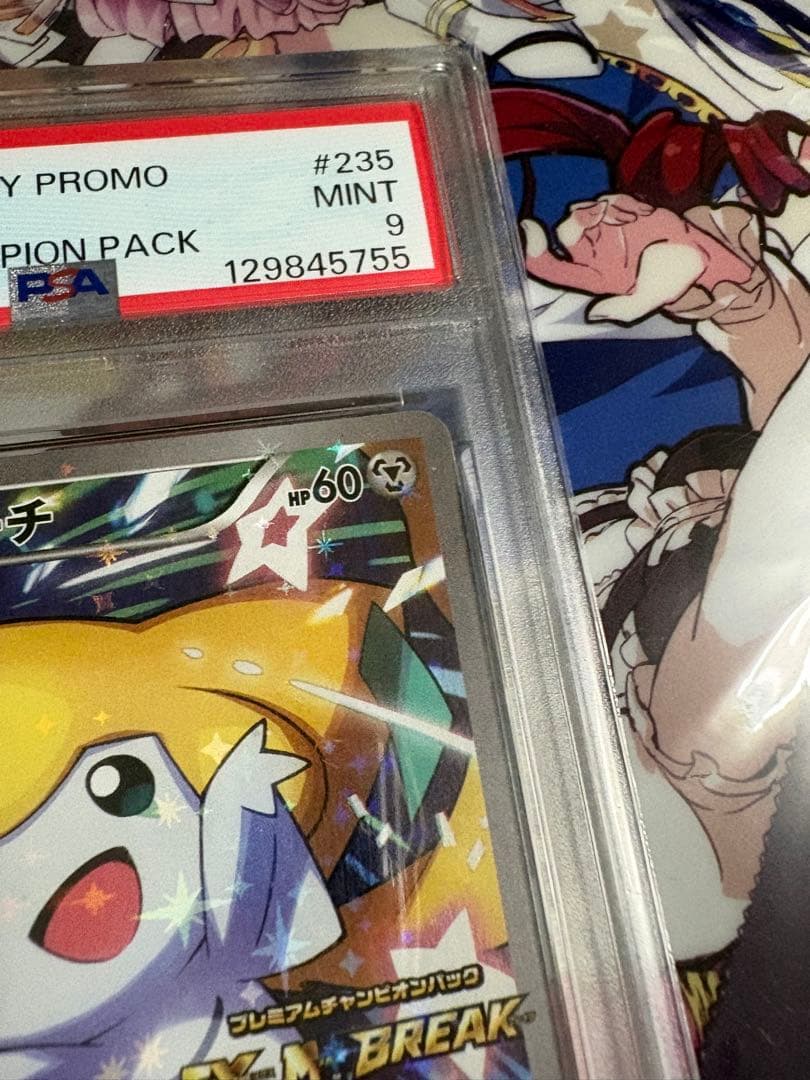 Y PROMO #235
MINT
PION PACK 9
PSA 129845755
チ HP60
プレミアムチャンピオンパック
BREAK